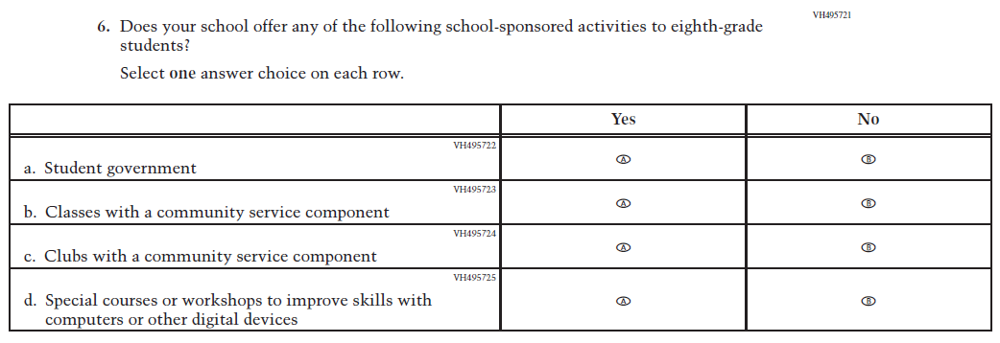 VH495721
6. Does your school offer any of the following school-sponsored activities to eighth-grade
students?
Select one answer choice on each row.
Yes No
VH495722
a. Student government A B
VH495723
b. Classes with a community service component A B
VH495724
c. Clubs with a community service component A B
VH495725
d. Special courses or workshops to improve skills with A B
computers or other digital devices